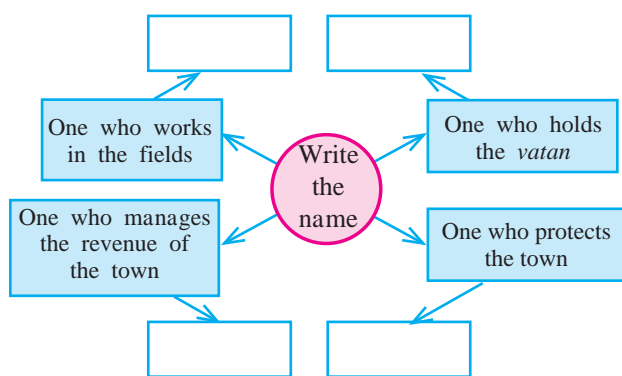 One who works
in the fields
Write
the
name
One who holds
the vatan
One who manages
the revenue of
the town
One who protects
the town